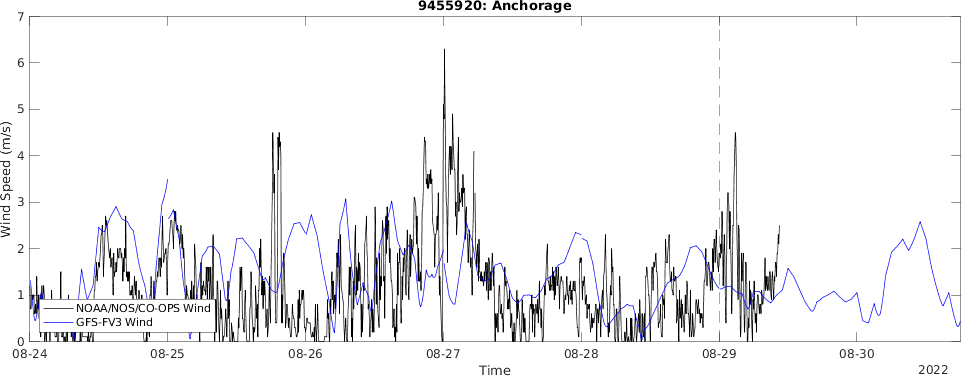 9455920: Anchorage
7
6
5
4
3
2
1
0
Wind Speed (m/s)
NOAA/NOS/CO-OPS Wind
GFS-FV3 Wind
08-24 08-25 08-26 08-27 08-28 08-29 08-30
Time
2022